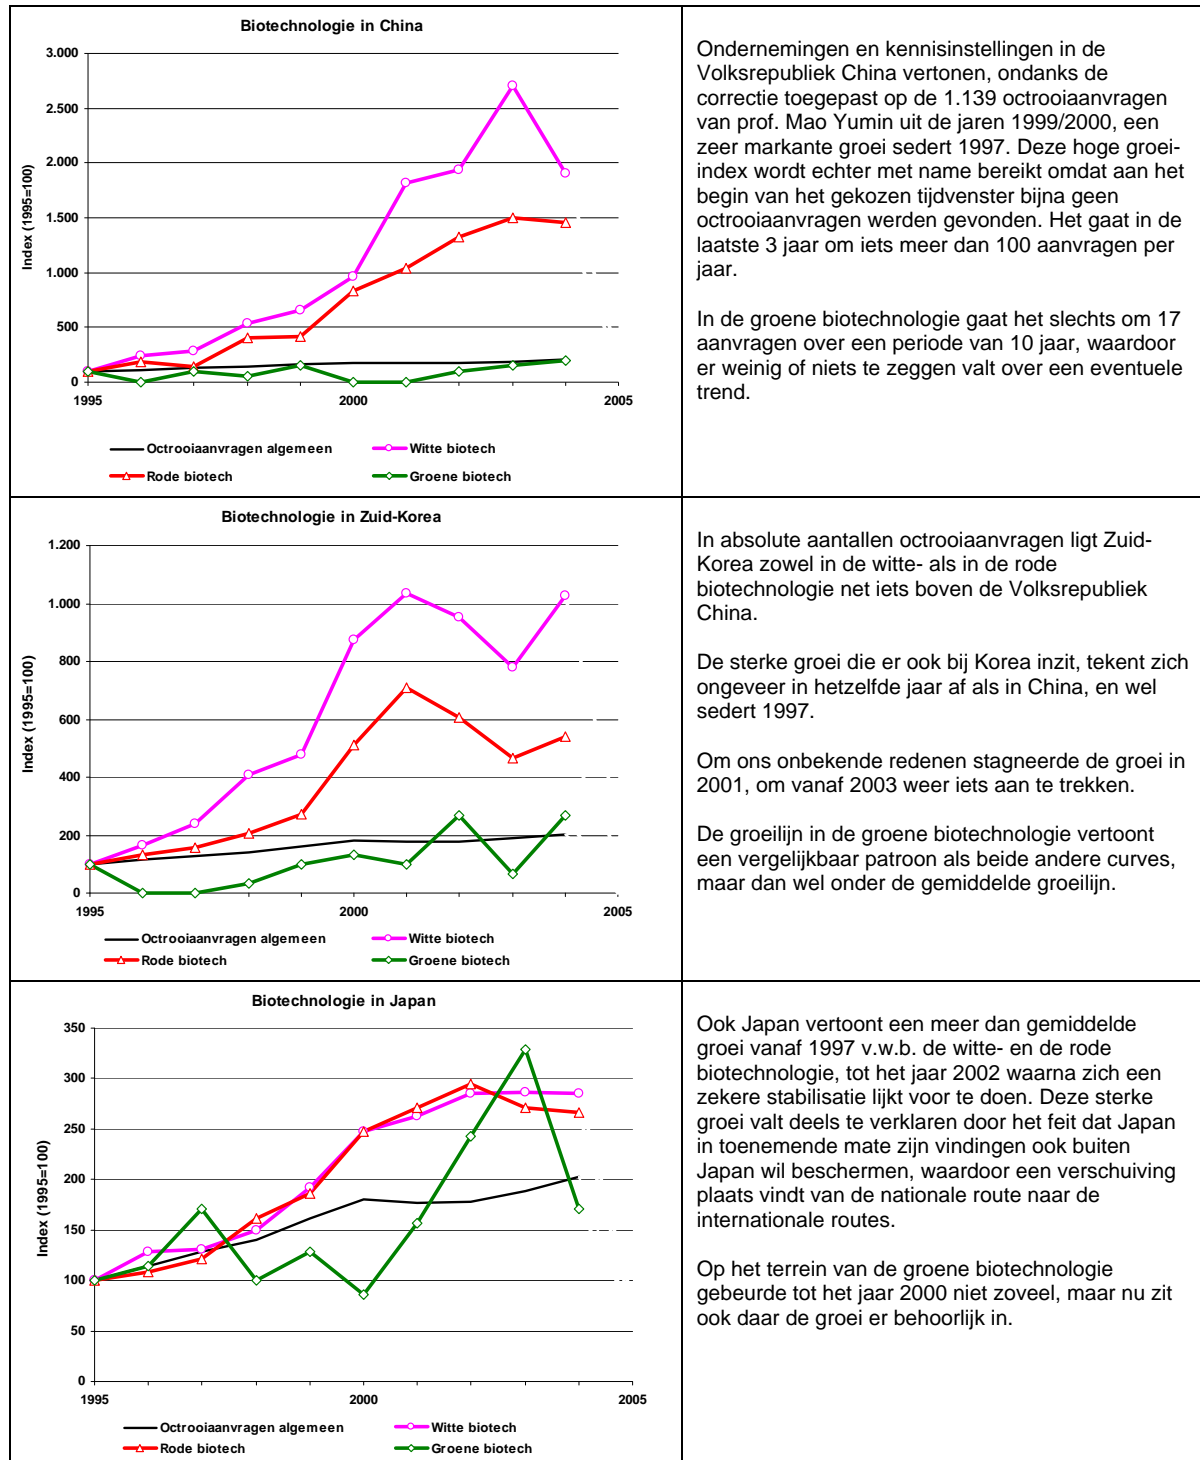 Biotechnologie in China
3.000
2.500
2.000
1.500
1.000
500
0
Index (1995=100)
1995
2000
2005
Octrooiaanvragen algemeen
Witte biotech
Rode biotech
Groene biotech
Ondernemingen en kennisinstellingen in de
Volksrepubliek China vertonen, ondanks de
correctie toegepast op de 1.139 octrooiaanvragen
van prof. Mao Yumin uit de jaren 1999/2000, een
zeer markante groei sedert 1997. Deze hoge groei-
index wordt echter met name bereikt omdat aan het
begin van het gekozen tijdvenster bijna geen
octrooiaanvragen werden gevonden. Het gaat in de
laatste 3 jaar om iets meer dan 100 aanvragen per
jaar.
In de groene biotechnologie gaat het slechts om 17
aanvragen over een periode van 10 jaar, waardoor
er weinig of niets te zeggen valt over een eventuele
trend.
Biotechnologie in Zuid-Korea
1.200
1.000
800
600
400
200
0
Index (1995=100)
1995
2000
2005
Octrooiaanvragen algemeen
Witte biotech
Rode biotech
Groene biotech
In absolute aantallen octrooiaanvragen ligt Zuid-
Korea zowel in de witte- als in de rode
biotechnologie net iets boven de Volksrepubliek
China.
De sterke groei die er ook bij Korea inzit, tekent zich
ongeveer in hetzelfde jaar af als in China, en wel
sedert 1997.
Om ons onbekende redenen stagneerde de groei in
2001, om vanaf 2003 weer iets aan te trekken.
De groeilijn in de groene biotechnologie vertoont
een vergelijkbaar patroon als beide andere curves,
maar dan wel onder de gemiddelde groeilijn.
Biotechnologie in Japan
350
300
250
200
150
100
50
0
Index (1995=100)
1995
2000
2005
Octrooiaanvragen algemeen
Witte biotech
Rode biotech
Groene biotech
Ook Japan vertoont een meer dan gemiddelde
groei vanaf 1997 v.w.b. de witte- en de rode
biotechnologie, tot het jaar 2002 waarna zich een
zekere stabilisatie lijkt voor te doen. Deze sterke
groei valt deels te verklaren door het feit dat Japan
in toenemende mate zijn vindingen ook buiten
Japan wil beschermen, waardoor een verschuiving
plaats vindt van de nationale route naar de
internationale routes.
Op het terrein van de groene biotechnologie
gebeurde tot het jaar 2000 niet zoveel, maar nu zit
ook daar de groei er behoorlijk in.